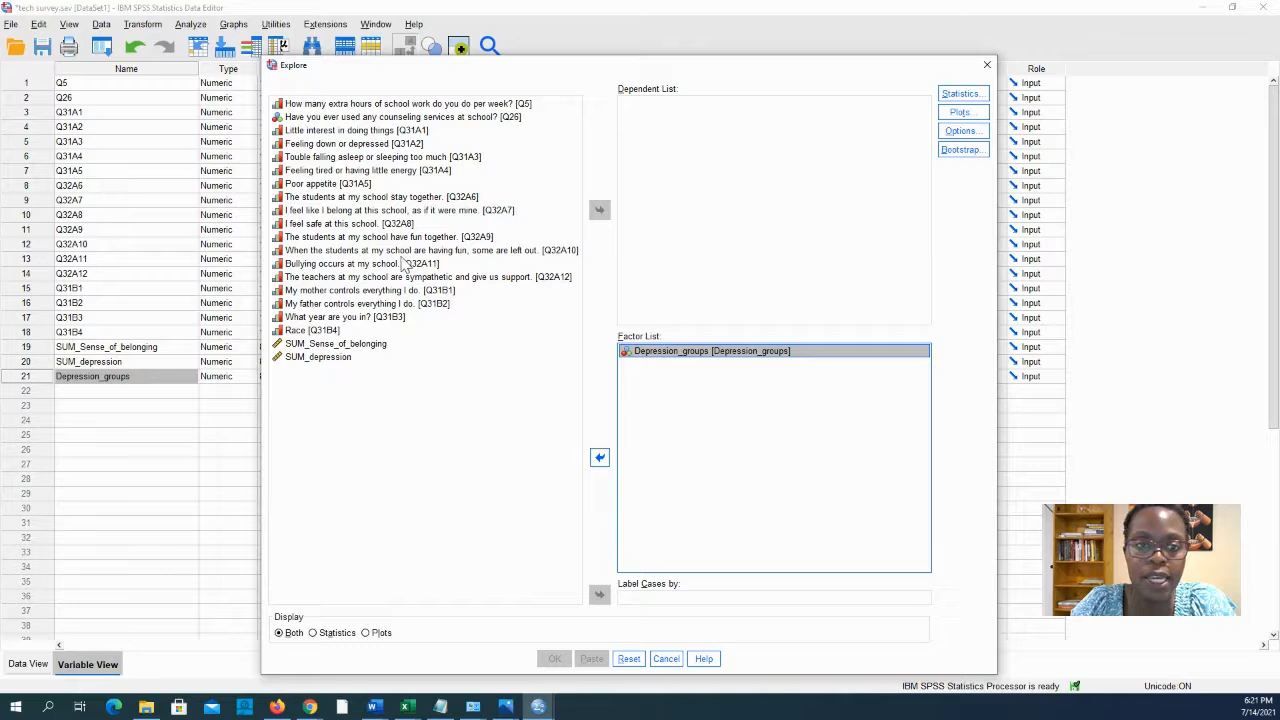 *tech survey.sav [DataSet1] - IBM SPSS Statistics Data Editor
File Edit View Data Transform Analyze Graphs Utilities Extensions Window Help
Name Type Role
Explore
1 Q5 Numeric Input
2 Q26 Numeric Input
3 Q31A1 Numeric Input
4 Q31A2 Numeric Input
5 Q31A3 Numeric Input
6 Q31A4 Numeric Input
7 Q31A5 Numeric Input
8 Q32A6 Numeric Input
9 Q32A7 Numeric Input
10 Q32A8 Numeric Input
11 Q32A9 Numeric Input
12 Q32A10 Numeric Input
13 Q32A11 Numeric Input
14 Q32A12 Numeric Input
15 Q31B1 Numeric Input
16 Q31B2 Numeric Input
17 Q31B3 Numeric Input
18 Q31B4 Numeric Input
19 SUM_Sense_of_belonging Numeric Input
20 SUM_depression Numeric Input
21 Depression_groups Numeric Input
22
23
24
25
26
27
28
29
30
31
32
33
34
35
36
37
38
How many extra hours of school work do you do per week? [Q5]
Have you ever used any counseling services at school? [Q26]
Little interest in doing things [Q31A1]
Feeling down or depressed [Q31A2]
Touble falling asleep or sleeping too much [Q31A3]
Feeling tired or having little energy [Q31A4]
Poor appetite [Q31A5]
The students at my school stay together. [Q32A6]
I feel like I belong at this school, as if it were mine. [Q32A7]
I feel safe at this school. [Q32A8]
The students at my school have fun together. [Q32A9]
When the students at my school are having fun, some are left out. [Q32A10]
Bullying occurs at my school. Q32A11]
The teachers at my school are sympathetic and give us support. [Q32A12]
My mother controls everything I do. [Q31B1]
My father controls everything I do. [Q31B2]
What year are you in? [Q31B3]
Race [Q31B4]
SUM_Sense_of_belonging
SUM_depression
Dependent List:
Factor List:
Depression_groups [Depression_groups]
Label Cases by:
Statistics...
Plots...
Options...
Bootstrap...
Display
Both Statistics Plots
OK Paste Reset Cancel Help
Data View Variable View
IBM SPSS Statistics Processor is ready Unicode:ON
6:21 PM
7/14/2021